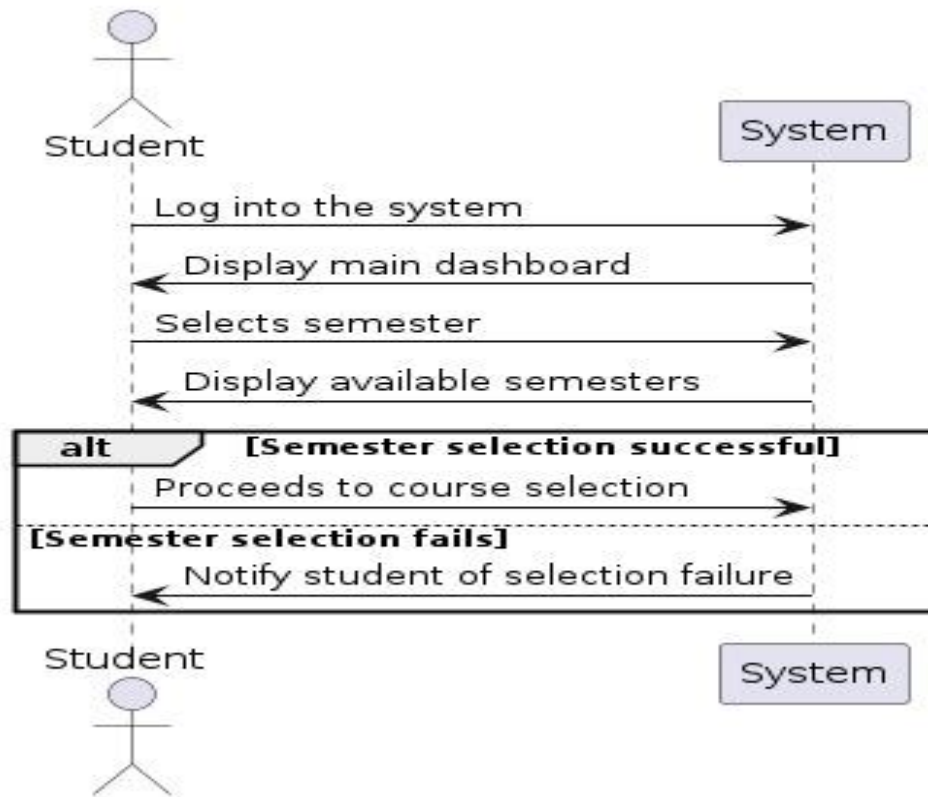 Student
System
Log into the system
Display main dashboard
Selects semester
Display available semesters
alt [Semester selection successful]
Proceeds to course selection
[Semester selection fails]
Notify student of selection failure
Student
System